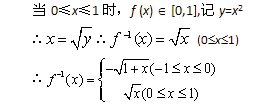 当 0≤x≤1 时, f (x) ∈ [0,1],记 y=x²
∴ x = √y ∴ f⁻¹(x) = √x (0≤x≤1)
∴ f⁻¹(x) = { -√(1+x) (-1≤x≤0)
√x (0≤x≤1)